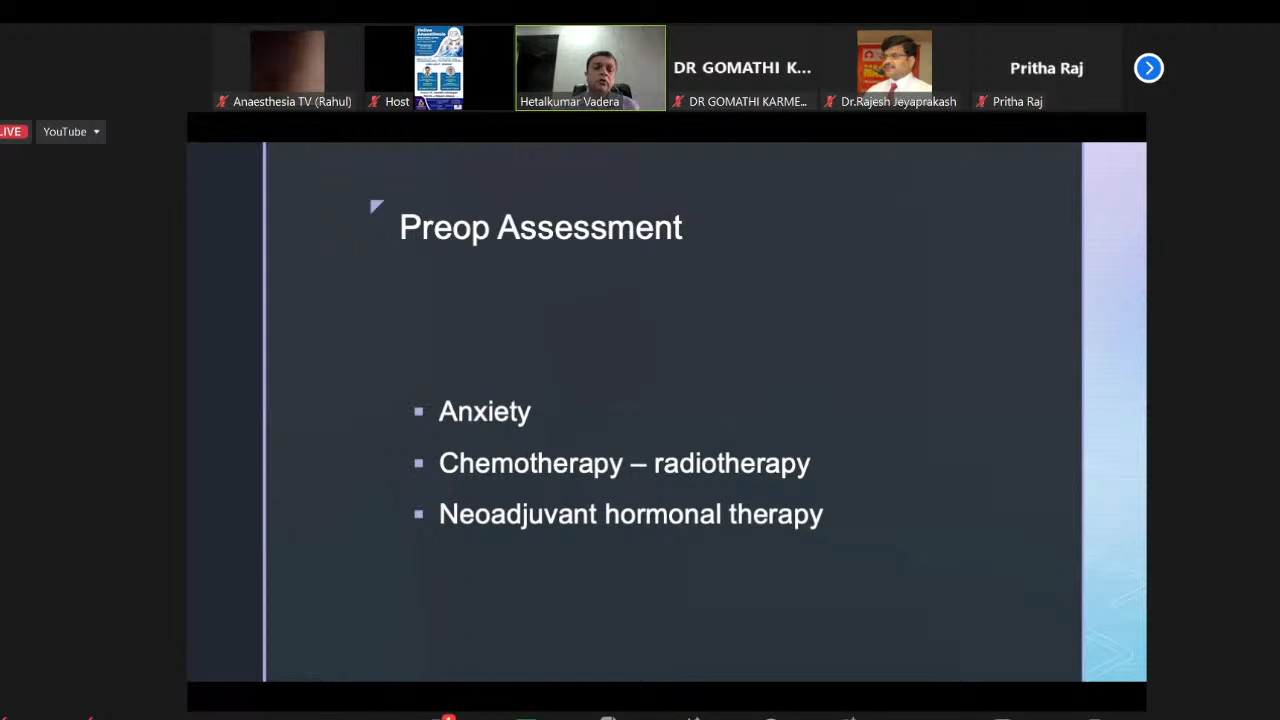 DR GOMATHI K...
Pritha Raj
Anaesthesia TV (Rahul)
Host
Hetalkumar Vadera
DR GOMATHI KARME...
Dr.Rajesh Jeyaprakash
Pritha Raj
LIVE
YouTube
Preop Assessment
Anxiety
Chemotherapy – radiotherapy
Neoadjuvant hormonal therapy